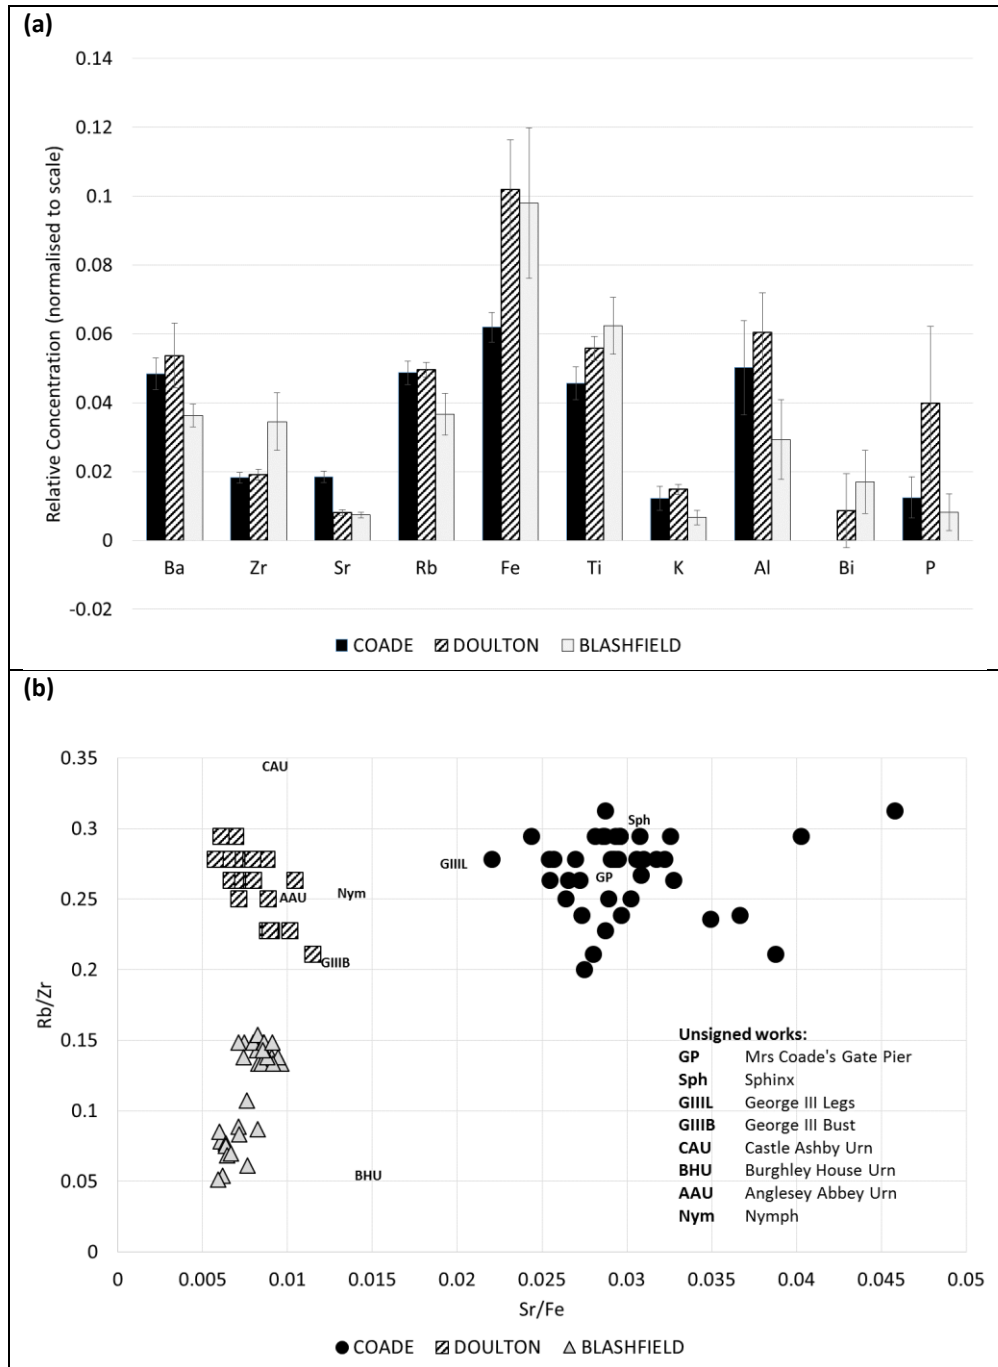 (a)
0.14
0.12
0.1
0.08
0.06
0.04
0.02
0
-0.02
Relative Concentration (normalised to scale)
Ba Zr Sr Rb Fe Ti K Al Bi P
COADE DOULTON BLASHFIELD
(b)
0.35
0.3
0.25
0.2
0.15
0.1
0.05
0
Rb/Zr
CAU
Sph
GIIIL
GP
Nym
AAU
GIIIB
BHU
Unsigned works:
GP Mrs Coade's Gate Pier
Sph Sphinx
GIIIL George III Legs
GIIIB George III Bust
CAU Castle Ashby Urn
BHU Burghley House Urn
AAU Anglesey Abbey Urn
Nym Nymph
0 0.005 0.01 0.015 0.02 0.025 0.03 0.035 0.04 0.045 0.05
Sr/Fe
COADE DOULTON BLASHFIELD